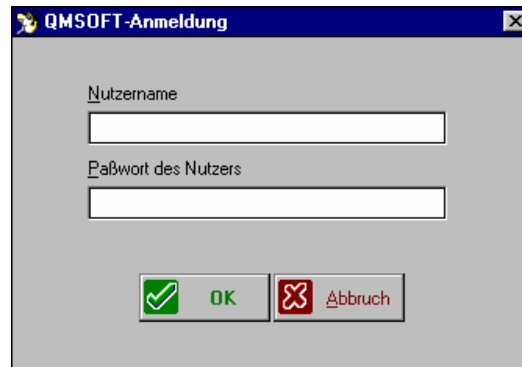 QMSOFT-Anmeldung
Nutzername
Paßwort des Nutzers
OK Abbruch